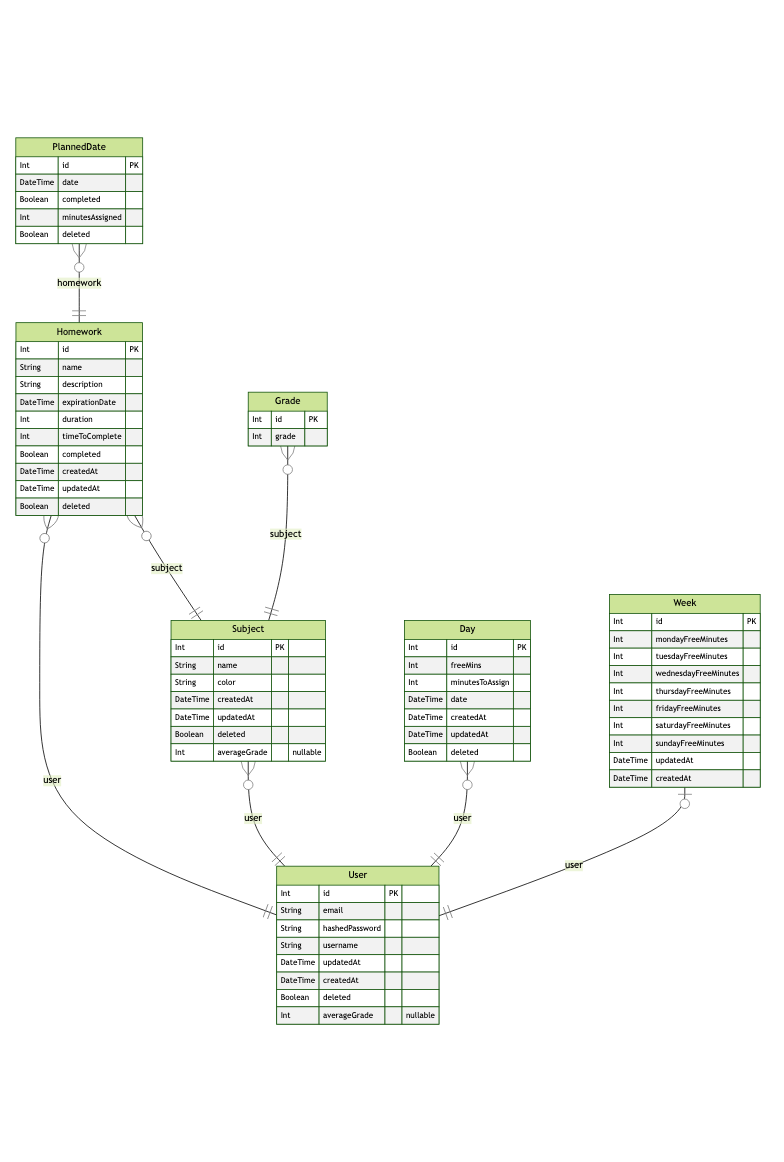 PlannedDate
Int id PK
DateTime date
Boolean completed
Int minutesAssigned
Boolean deleted
homework
Homework
Int id PK
String name
String description
DateTime expirationDate
Int duration
Int timeToComplete
Boolean completed
DateTime createdAt
DateTime updatedAt
Boolean deleted
Grade
Int id PK
Int grade
subject
subject
Subject
Int id PK
String name
String color
DateTime createdAt
DateTime updatedAt
Boolean deleted
Int averageGrade nullable
Day
Int id PK
Int freeMins
Int minutesToAssign
DateTime date
DateTime createdAt
DateTime updatedAt
Boolean deleted
Week
Int id PK
Int mondayFreeMinutes
Int tuesdayFreeMinutes
Int wednesdayFreeMinutes
Int thursdayFreeMinutes
Int fridayFreeMinutes
Int saturdayFreeMinutes
Int sundayFreeMinutes
DateTime updatedAt
DateTime createdAt
user
user
user
user
User
Int id PK
String email
String hashedPassword
String username
DateTime updatedAt
DateTime createdAt
Boolean deleted
Int averageGrade nullable